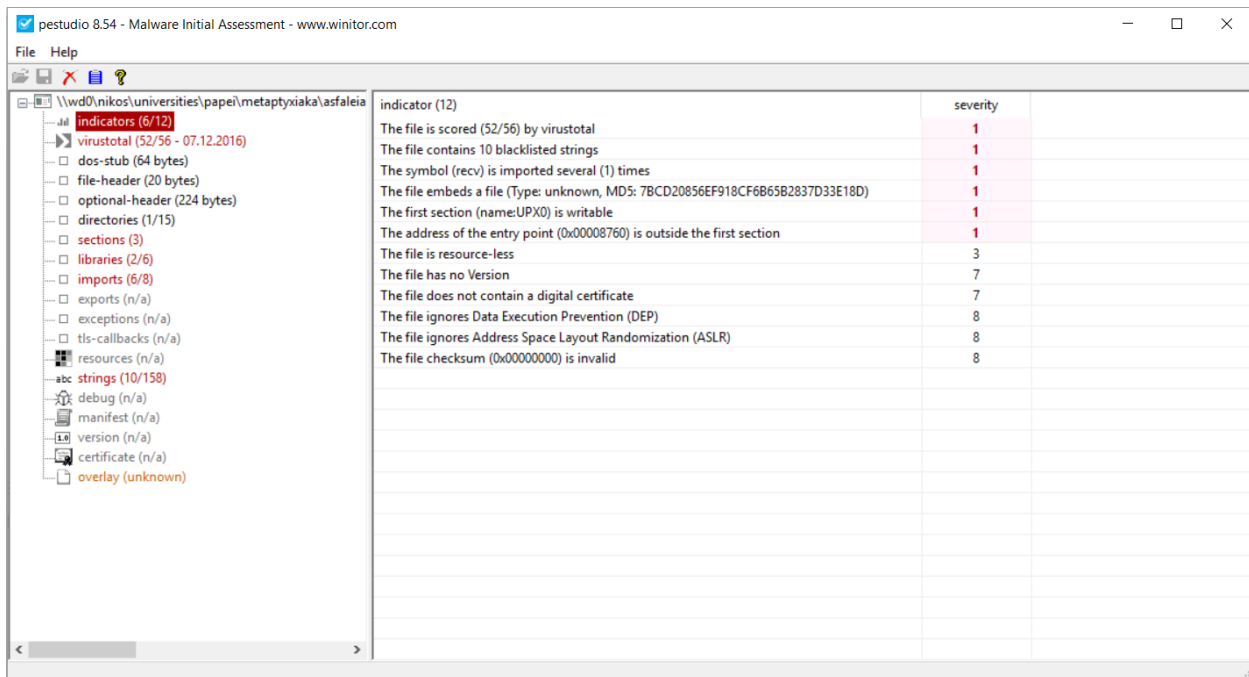 pestudio 8.54 - Malware Initial Assessment - www.winitor.com
File Help
\\wd0\nikos\universities\papei\metaptyxiaka\asfaleia
indicators (6/12)
virustotal (52/56 - 07.12.2016)
dos-stub (64 bytes)
file-header (20 bytes)
optional-header (224 bytes)
directories (1/15)
sections (3)
libraries (2/6)
imports (6/8)
exports (n/a)
exceptions (n/a)
tls-callbacks (n/a)
resources (n/a)
abc strings (10/158)
debug (n/a)
manifest (n/a)
1.0 version (n/a)
certificate (n/a)
overlay (unknown)
indicator (12) severity
The file is scored (52/56) by virustotal 1
The file contains 10 blacklisted strings 1
The symbol (recv) is imported several (1) times 1
The file embeds a file (Type: unknown, MD5: 7BCD20856EF918CF6B65B2837D33E18D) 1
The first section (name:UPX0) is writable 1
The address of the entry point (0x00008760) is outside the first section 1
The file is resource-less 3
The file has no Version 7
The file does not contain a digital certificate 7
The file ignores Data Execution Prevention (DEP) 8
The file ignores Address Space Layout Randomization (ASLR) 8
The file checksum (0x00000000) is invalid 8